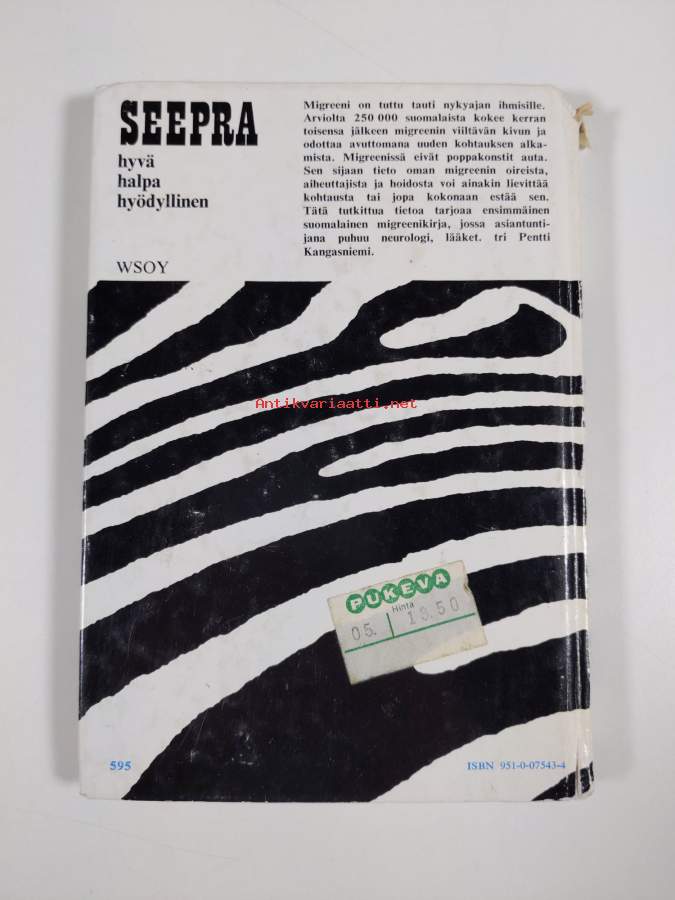 SEEPRA
hyvä
halpa
hyödyllinen
WSOY
Migreeni on tuttu tauti nykyajan ihmisille.
Arviolta 250 000 suomalaista kokee kerran
toisensa jälkeen migreenin viiltävän kivun ja
odottaa avuttomana uuden kohtauksen alka-
mista. Migreenissä eivät poppakonstit auta.
Sen sijaan tieto oman migreenin oireista,
aiheuttajista ja hoidosta voi ainakin lievittää
kohtausta tai jopa kokonaan estää sen.
Tätä tutkittua tietoa tarjoaa ensimmäinen
suomalainen migreenikirja, jossa asiantunti-
jana puhuu neurologi, lääket. tri Pentti
Kangasniemi.
Antikvariaatti.net
PUKEVA
Hinta
05. 19.50
595
ISBN 951-0-07543-4